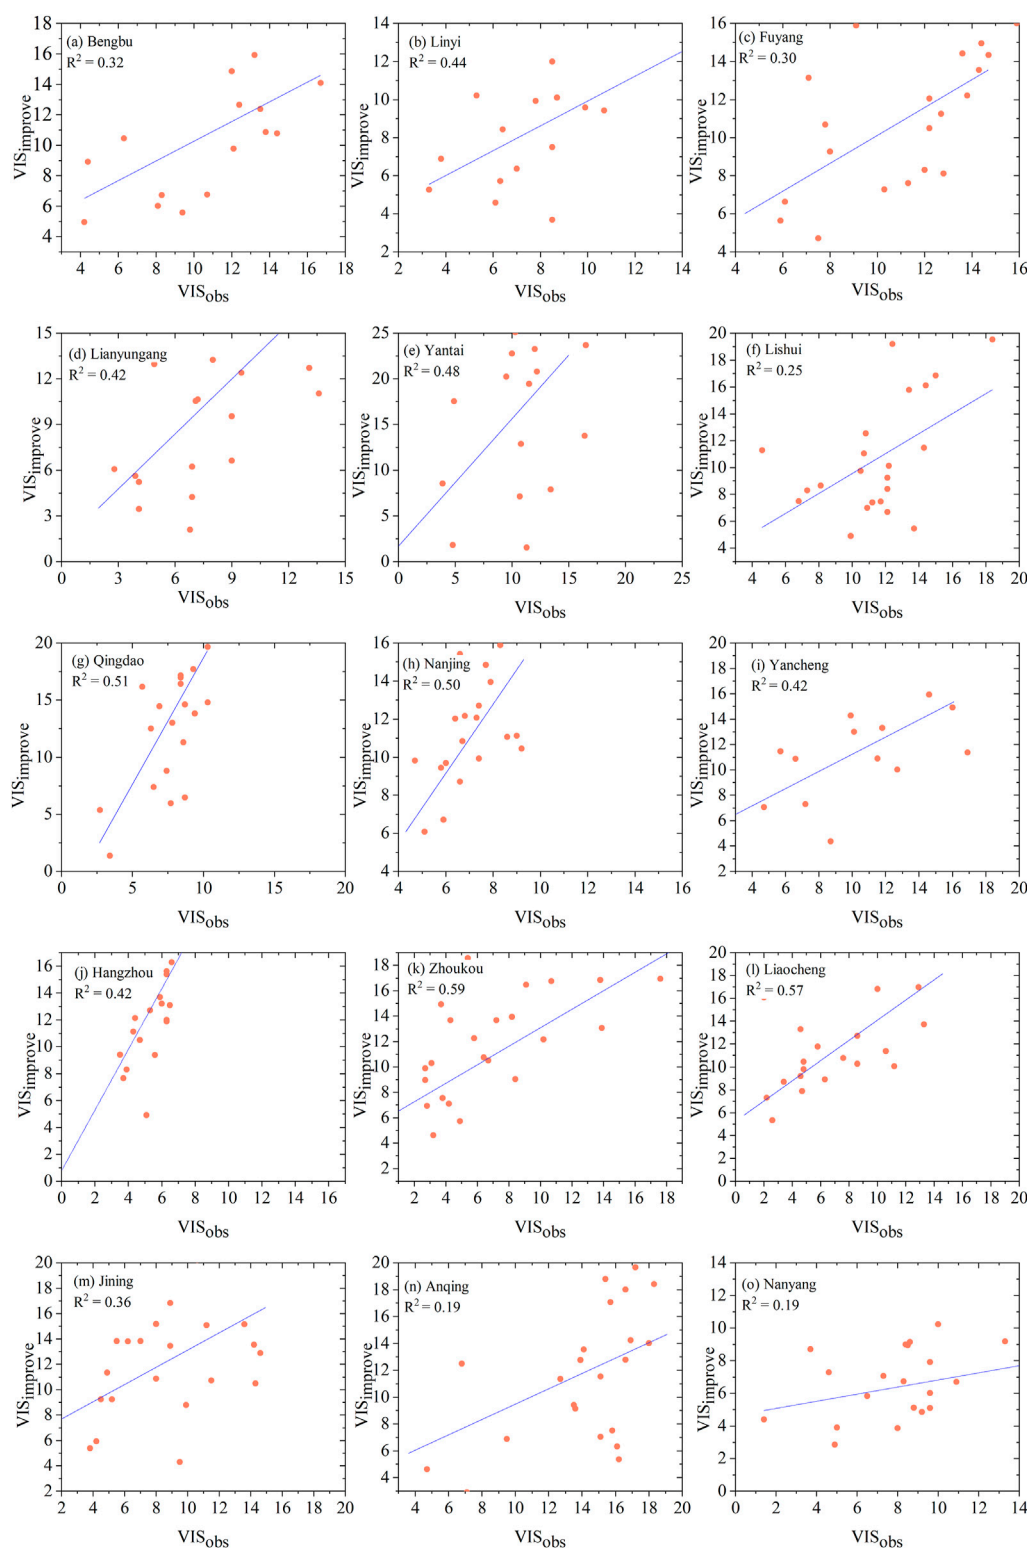 (a) Bengbu
R² = 0.32
VISimprove
18
16
14
12
10
8
6
4
4 6 8 10 12 14 16 18
VISobs
(b) Linyi
R² = 0.44
VISimprove
14
12
10
8
6
4
2
2 4 6 8 10 12 14
VISobs
(c) Fuyang
R² = 0.30
VISimprove
16
14
12
10
8
6
4
4 6 8 10 12 14 16
VISobs
(d) Lianyungang
R² = 0.42
VISimprove
15
12
9
6
3
0
0 3 6 9 12 15
VISobs
(e) Yantai
R² = 0.48
VISimprove
25
20
15
10
5
0
0 5 10 15 20 25
VISobs
(f) Lishui
R² = 0.25
VISimprove
20
18
16
14
12
10
8
6
4
4 6 8 10 12 14 16 18 20
VISobs
(g) Qingdao
R² = 0.51
VISimprove
20
15
10
5
0
0 5 10 15 20
VISobs
(h) Nanjing
R² = 0.50
VISimprove
16
14
12
10
8
6
4
4 6 8 10 12 14 16
VISobs
(i) Yancheng
R² = 0.42
VISimprove
20
18
16
14
12
10
8
6
4
2
4 6 8 10 12 14 16 18 20
VISobs
(j) Hangzhou
R² = 0.42
VISimprove
16
14
12
10
8
6
4
2
0
0 2 4 6 8 10 12 14 16
VISobs
(k) Zhoukou
R² = 0.59
VISimprove
18
16
14
12
10
8
6
4
2
2 4 6 8 10 12 14 16 18
VISobs
(l) Liaocheng
R² = 0.57
VISimprove
20
18
16
14
12
10
8
6
4
2
0
0 2 4 6 8 10 12 14 16 18 20
VISobs
(m) Jining
R² = 0.36
VISimprove
20
18
16
14
12
10
8
6
4
2
2 4 6 8 10 12 14 16 18 20
VISobs
(n) Anqing
R² = 0.19
VISimprove
20
18
16
14
12
10
8
6
4
4 6 8 10 12 14 16 18 20
VISobs
(o) Nanyang
R² = 0.19
VISimprove
14
12
10
8
6
4
2
0
0 2 4 6 8 10 12 14
VISobs